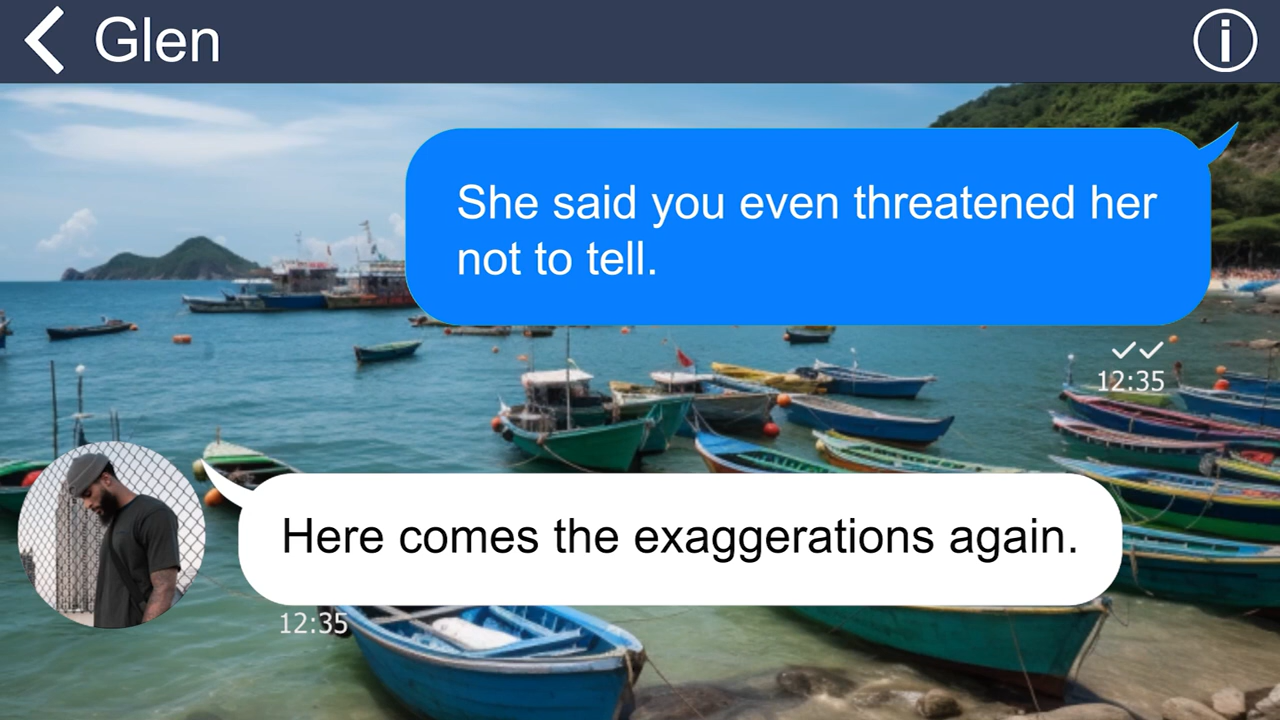 Glen
She said you even threatened her
not to tell.
12:35
Here comes the exaggerations again.
12:35